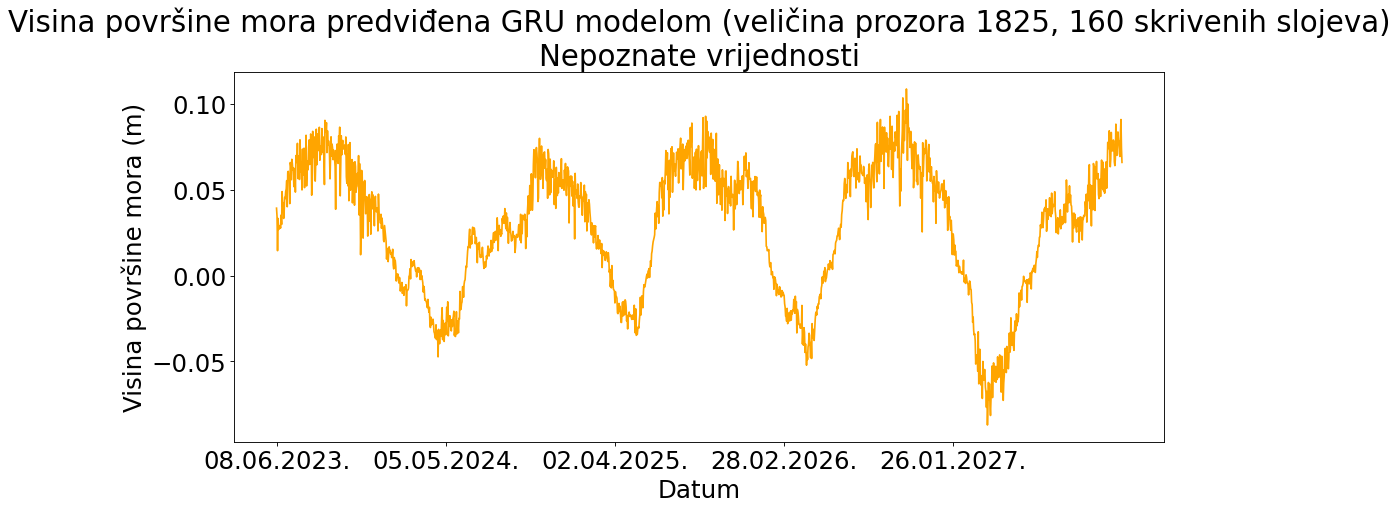 Visina površine mora predviđena GRU modelom (veličina prozora 1825, 160 skrivenih slojeva)
Nepoznate vrijednosti
Visina površine mora (m)
0.10
0.05
0.00
−0.05
08.06.2023. 05.05.2024. 02.04.2025. 28.02.2026. 26.01.2027.
Datum